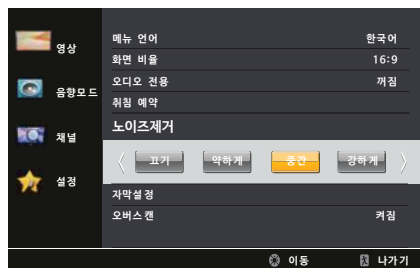 영상
음향모드
채널
설정
메뉴 언어 한국어
화면 비율 16:9
오디오 전용 꺼짐
취침 예약
노이즈제거
끄기 약하게 중간 강하게
자막설정
오버스캔 켜짐
이동 나가기